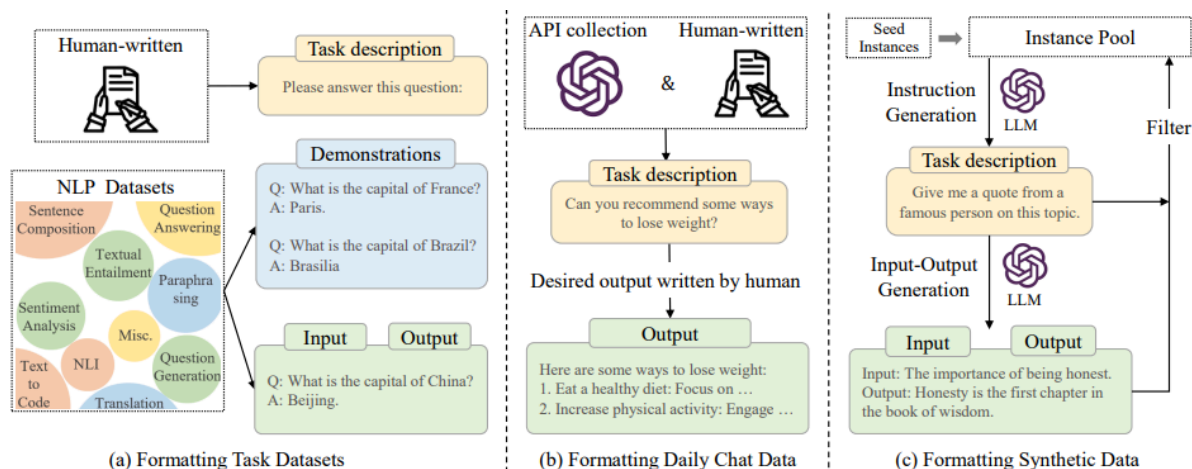 Human-written
Task description
Please answer this question:
NLP Datasets
Sentence
Composition
Question
Answering
Textual
Entailment
Paphra
sing
Sentiment
Analysis
Misc.
NLI
Question
Generation
Text
to
Code
Translation
Demonstrations
Q: What is the capital of France?
A: Paris.
Q: What is the capital of Brazil?
A: Brasilia
Input
Output
Q: What is the capital of China?
A: Beijing.
(a) Formatting Task Datasets
API collection
&
Human-written
Task description
Can you recommend some ways
to lose weight?
Desired output written by human
Output
Here are some ways to lose weight:
1. Eat a healthy diet: Focus on …
2. Increase physical activity: Engage …
(b) Formatting Daily Chat Data
Seed
Instances
Instance Pool
Instruction
Generation
LLM
Filter
Task description
Give me a quote from a
famous person on this topic.
Input-Output
Generation
LLM
Input
Output
Input: The importance of being honest.
Output: Honesty is the first chapter in
the book of wisdom.
(c) Formatting Synthetic Data